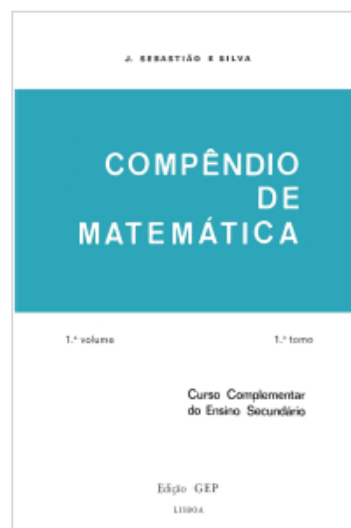 J. SEBASTIÃO E SILVA
COMPÊNDIO
DE
MATEMÁTICA
1.º volume 1.º tomo
Curso Complementar
do Ensino Secundário
Edição GEP
LISBOA